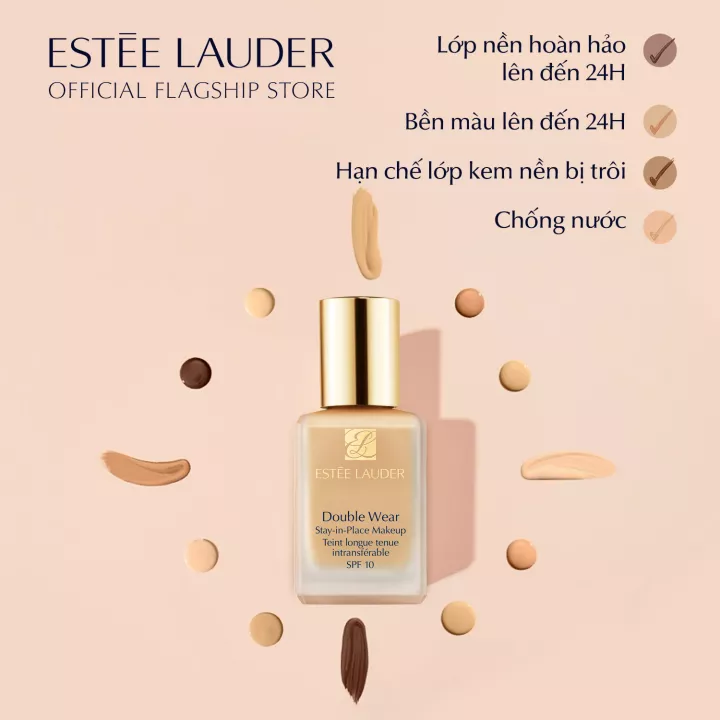 ESTĒE LAUDER
OFFICIAL FLAGSHIP STORE
Lớp nền hoàn hảo
lên đến 24H
Bền màu lên đến 24H
Hạn chế lớp kem nền bị trôi
Chống nước
ESTĒE LAUDER
Double Wear
Stay-in-Place Makeup
Teint longue tenue
intransférable
SPF 10